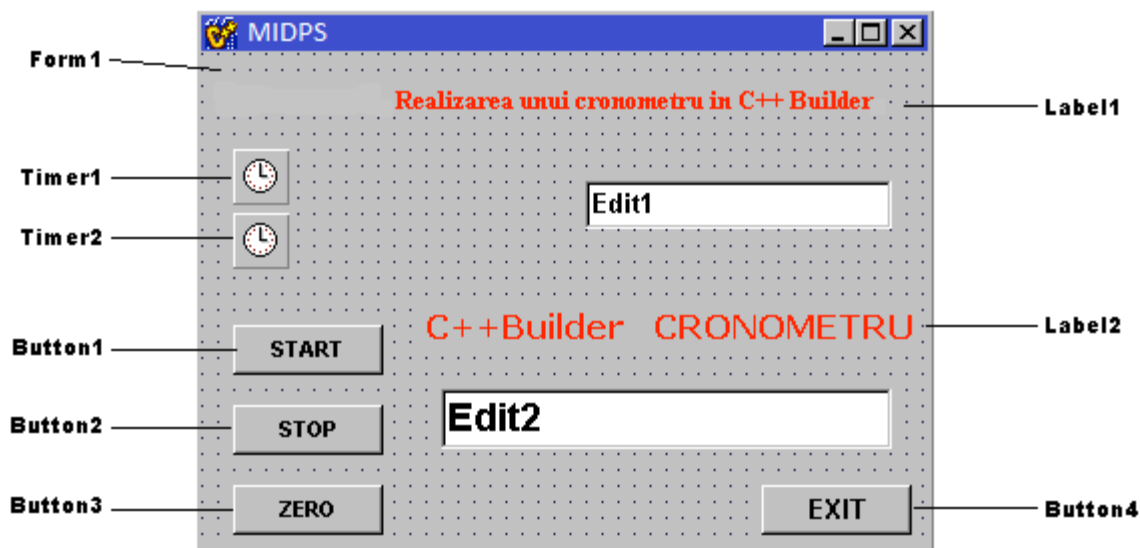 MIDPS
Form1
Realizarea unui cronometru in C++ Builder
Label1
Timer1
Edit1
Timer2
C++Builder CRONOMETRU
Label2
Button1
START
Edit2
Button2
STOP
Button3
ZERO
EXIT
Button4